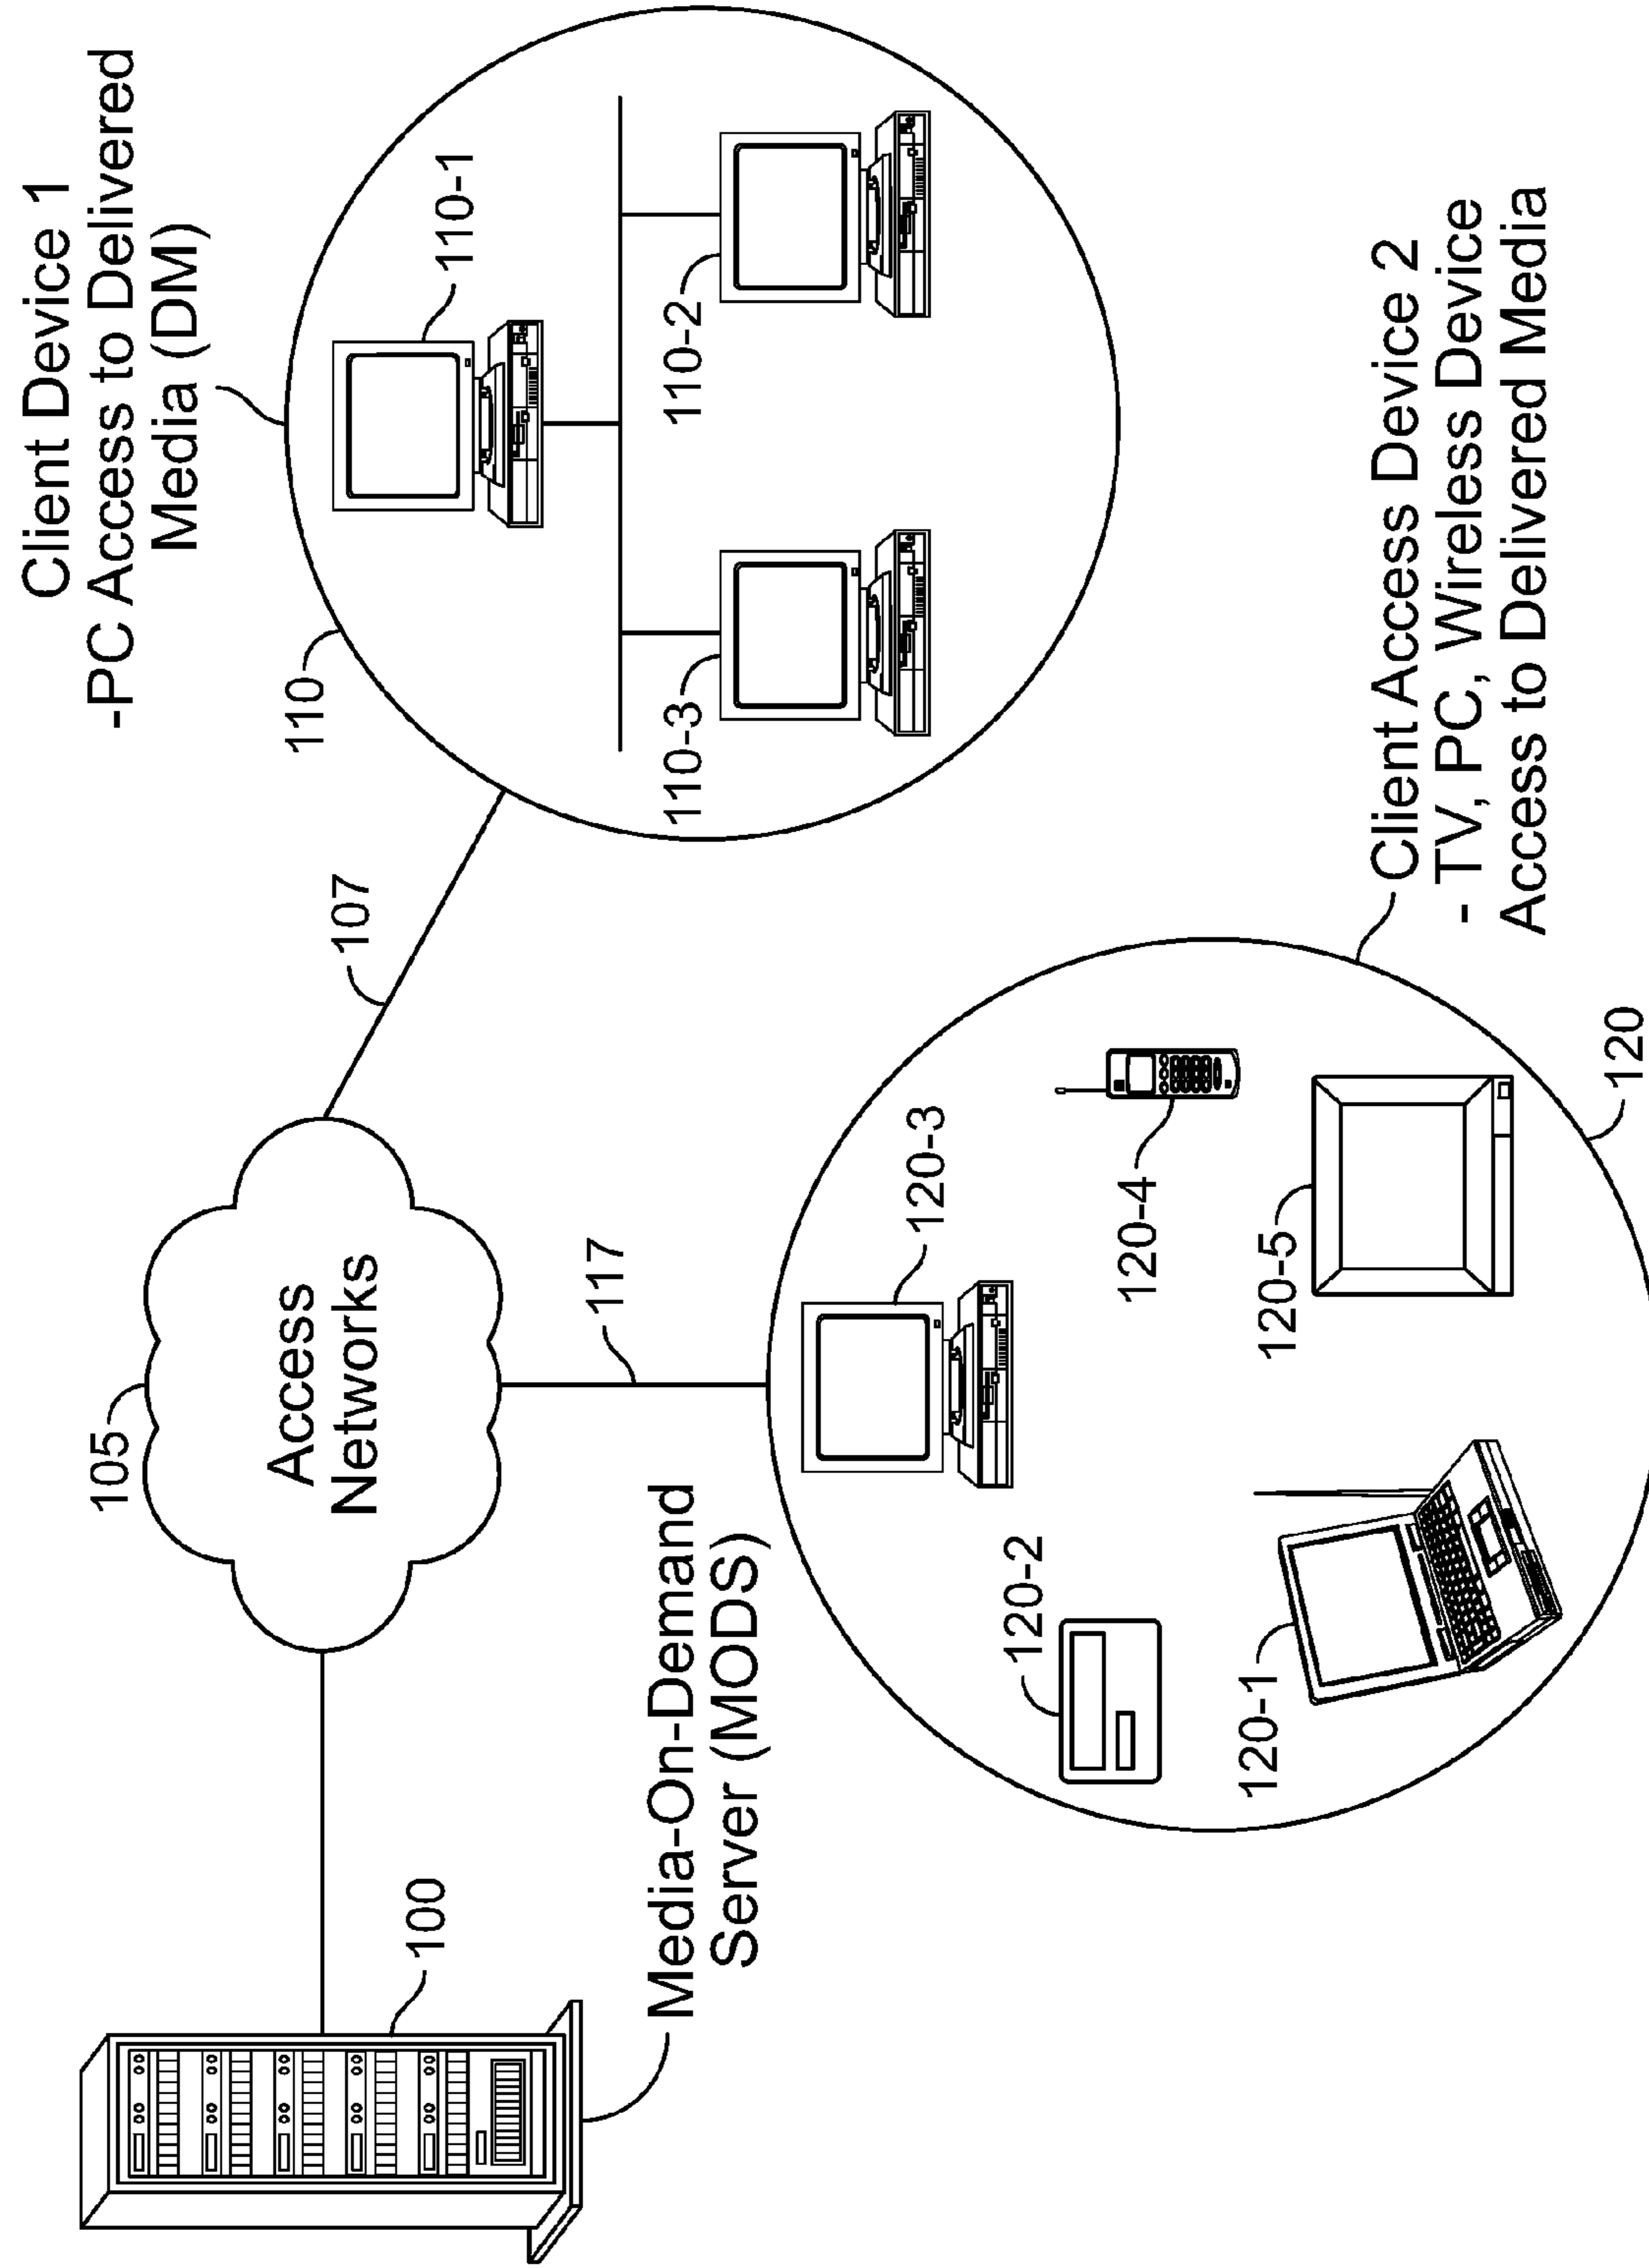 105
Access
Networks
100
Media-On-Demand
Server (MODS)
107
117
Client Device 1
-PC Access to Delivered
Media (DM)
110
110-1
110-3
110-2
120-3
120-2
120-4
120-1
120-5
Client Access Device 2
- TV, PC, Wireless Device
Access to Delivered Media
120